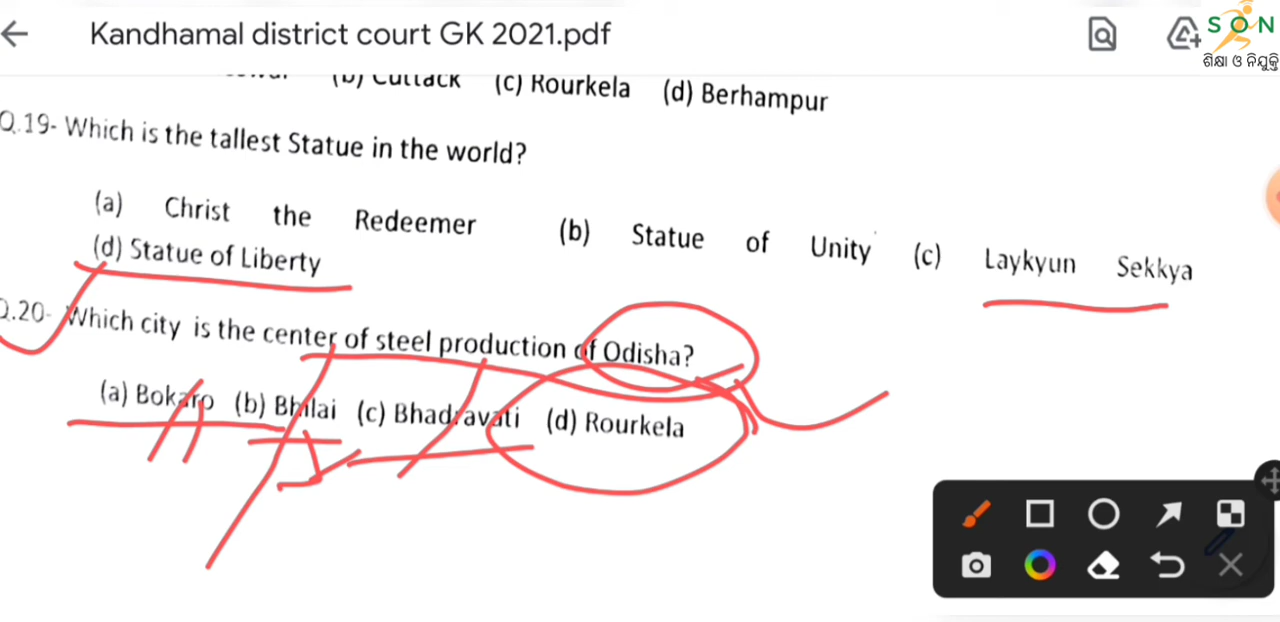 Kandhamal district court GK 2021.pdf
SON
ଶିକ୍ଷା ଓ ନିଯୁକ୍ତି
(b) Cuttack (c) Rourkela (d) Berhampur
Q.19- Which is the tallest Statue in the world?
(a) Christ the Redeemer (b) Statue of Unity (c) Laykyun Sekkya
(d) Statue of Liberty
Q.20- Which city is the center of steel production of Odisha?
(a) Bokaro (b) Bhilai (c) Bhadravati (d) Rourkela